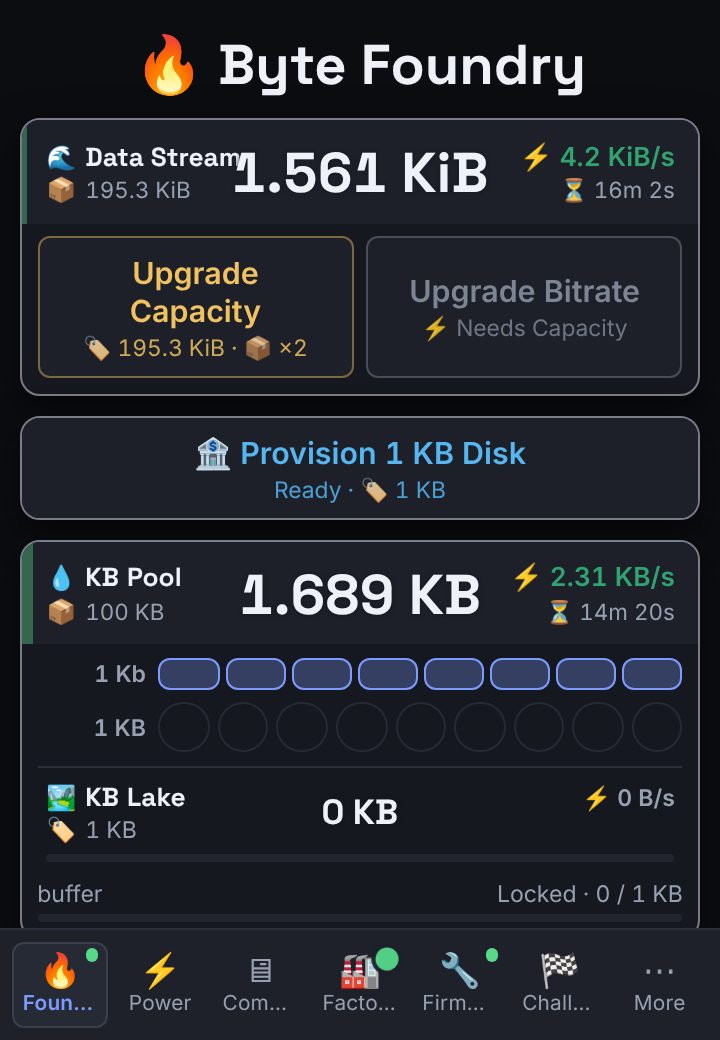 🔥 Byte Foundry
🌊 Data Stream
1.561 KiB
⚡ 4.2 KiB/s
📦 195.3 KiB
⏳ 16m 2s
Upgrade
Capacity
🏷️ 195.3 KiB · 📦 ×2
Upgrade Bitrate
⚡ Needs Capacity
🏦 Provision 1 KB Disk
Ready · 🏷️ 1 KB
💧 KB Pool
1.689 KB
⚡ 2.31 KB/s
📦 100 KB
⏳ 14m 20s
1 Kb
1 KB
🏞️ KB Lake
0 KB
⚡ 0 B/s
🏷️ 1 KB
buffer
Locked · 0 / 1 KB
Foun...
Power
Com...
Facto...
Firm...
Chall...
More